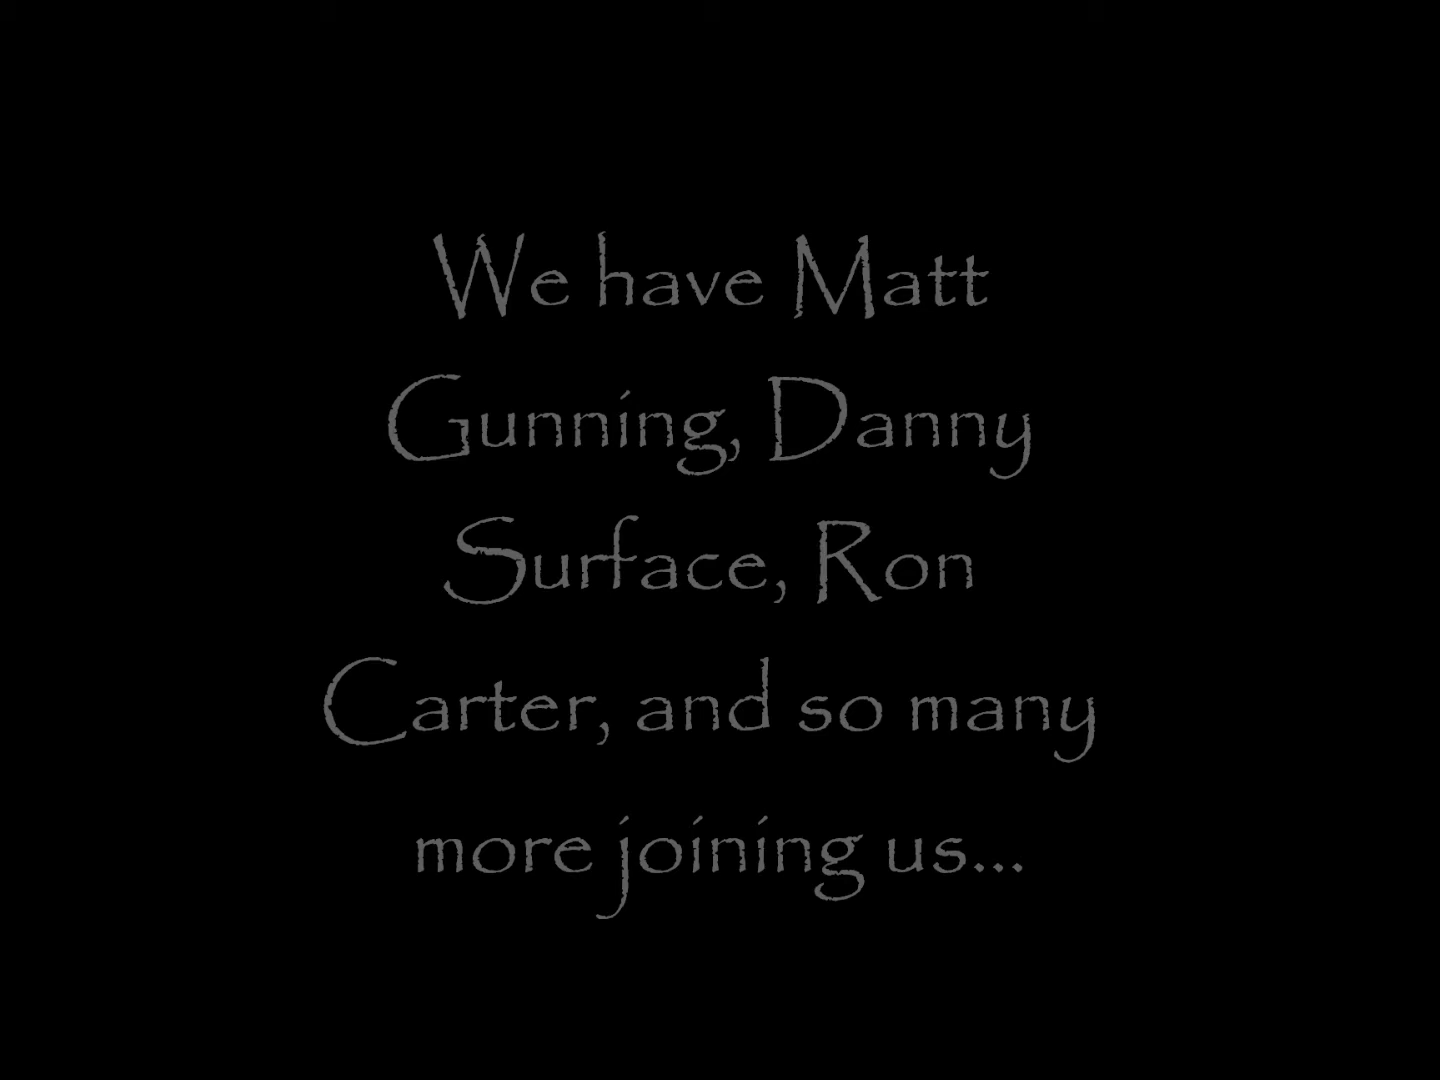 We have Matt
Gunning, Danny
Surface, Ron
Carter, and so many
more joining us...